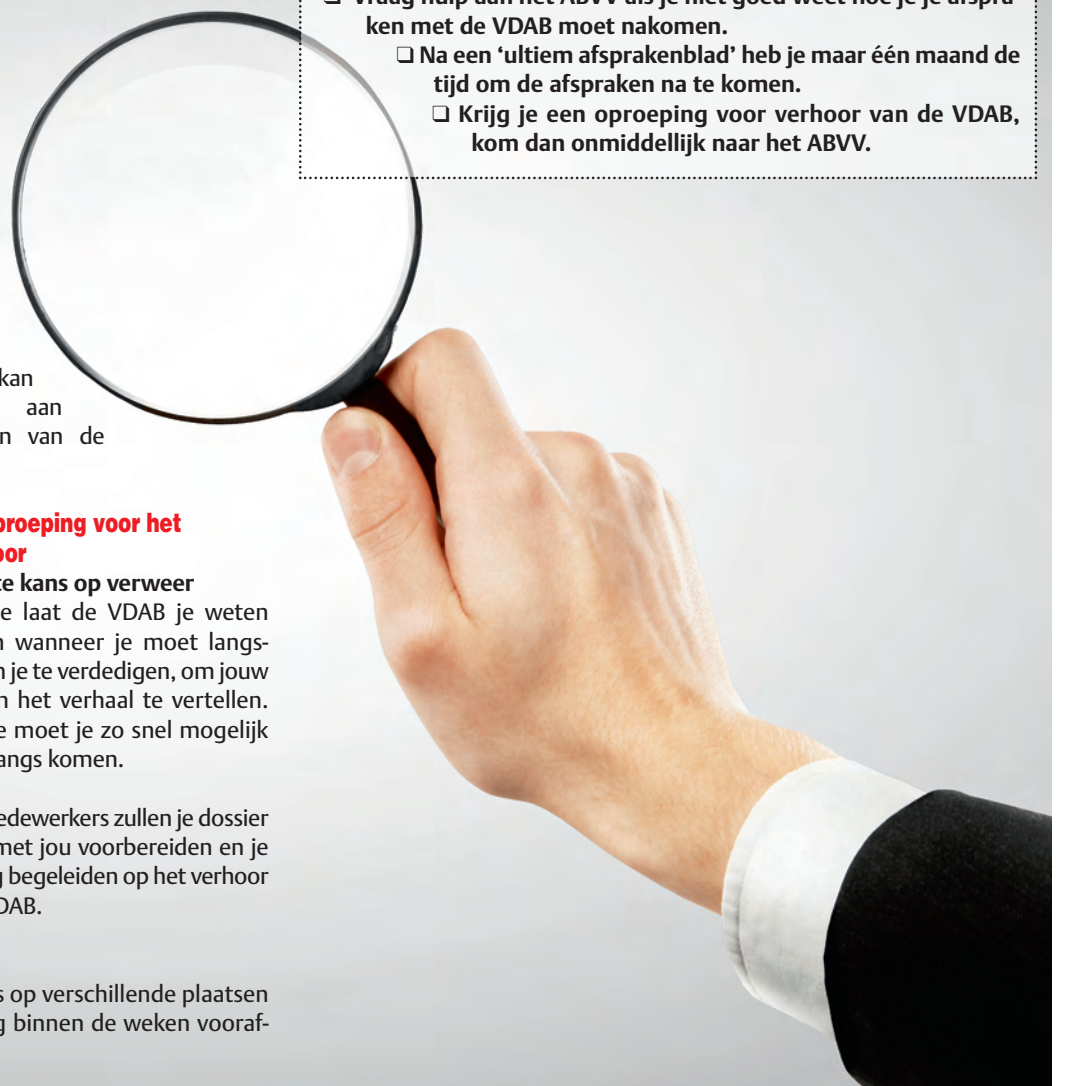 ken met de VDAB moet nakomen.
❑ Na een ‘ultiem afsprakenblad’ heb je maar één maand de
tijd om de afspraken na te komen.
❑ Krijg je een oproeping voor verhoor van de VDAB,
kom dan onmiddellijk naar het ABVV.
kan
aan
n van de
proeping voor het
oor
te kans op verweer
e laat de VDAB je weten
n wanneer je moet langs-
m je te verdedigen, om jouw
n het verhaal te vertellen.
e moet je zo snel mogelijk
angs komen.
edewerkers zullen je dossier
met jou voorbereiden en je
g begeleiden op het verhoor
DAB.
s op verschillende plaatsen
g binnen de weken vooraf-